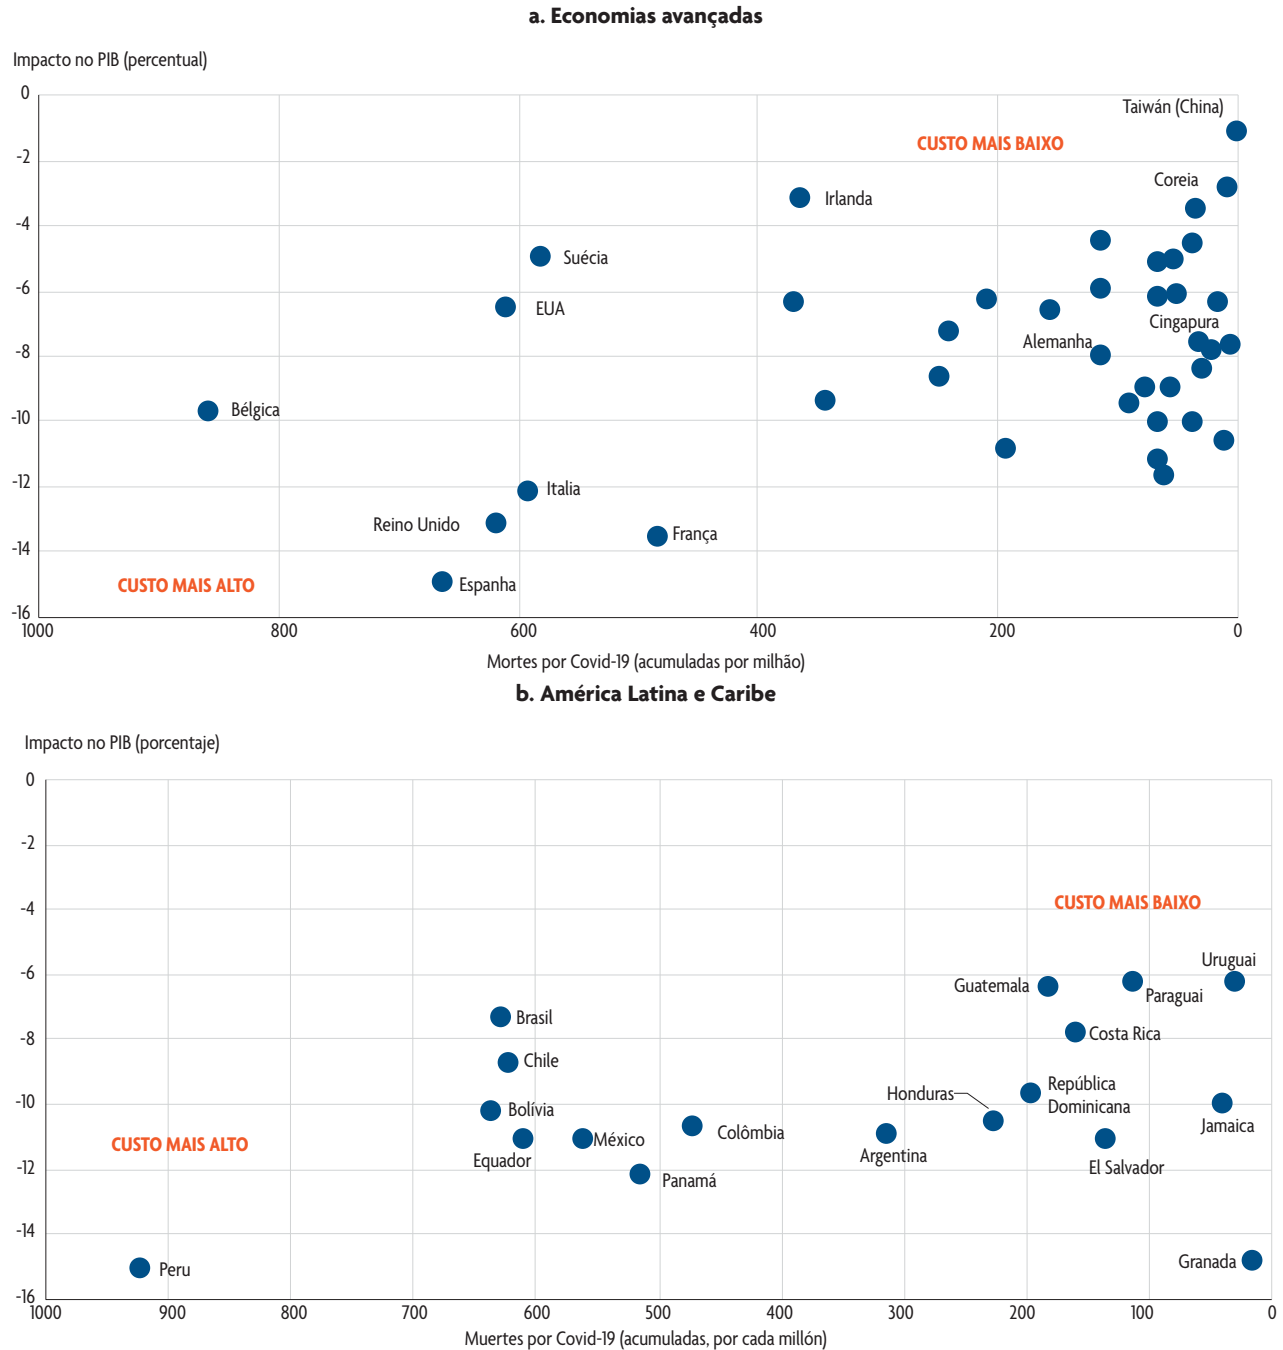 a. Economias avançadas
Impacto no PIB (percentual)
0
Taiwán (China)
CUSTO MAIS BAIXO
-2
Coreia
Irlanda
-4
Suécia
-6
EUA
Cingapura
Alemanha
-8
Bélgica
-10
-12
Italia
Reino Unido
França
-14
CUSTO MAIS ALTO
Espanha
-16
1000
800
600
400
200
0
Mortes por Covid-19 (acumuladas por milhão)
b. América Latina e Caribe
Impacto no PIB (porcentaje)
0
-2
-4
CUSTO MAIS BAIXO
Uruguai
-6
Guatemala
Paraguai
Brasil
Costa Rica
-8
Chile
República
Dominicana
Honduras
-10
Bolívia
Jamaica
Colômbia
México
CUSTO MAIS ALTO
Argentina
Equador
El Salvador
-12
Panamá
-14
Granada
Peru
-16
1000
900
800
700
600
500
400
300
200
100
0
Muertes por Covid-19 (acumuladas, por cada millón)